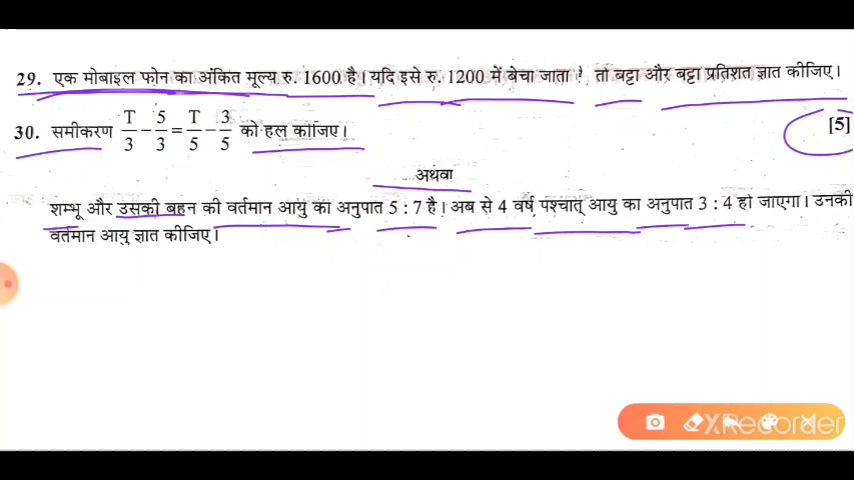 29. एक मोबाइल फोन का अंकित मूल्य रु. 1600 है। यदि इसे रु. 1200 में बेचा जाता है तो बट्टा और बट्टा प्रतिशत ज्ञात कीजिए।
30. समीकरण T/3 − 5/3 = T/5 − 3/5 को हल कीजिए। [5]
अथवा
शम्भू और उसकी बहन की वर्तमान आयु का अनुपात 5 : 7 है। अब से 4 वर्ष पश्चात् आयु का अनुपात 3 : 4 हो जाएगा। उनकी
वर्तमान आयु ज्ञात कीजिए।
XRecorder